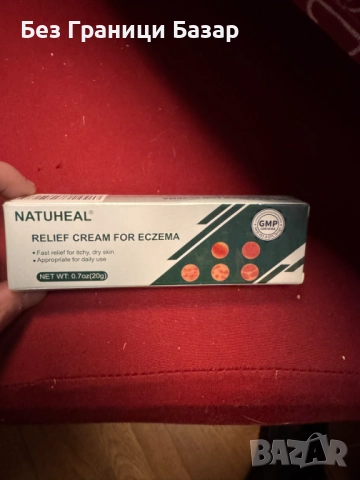 Без Граници Базар
NATUHEAL®
RELIEF CREAM FOR ECZEMA
• Fast relief for itchy, dry skin
• Appropriate for daily use
NET WT: 0.7oz(20g)
GMP
BAZAR